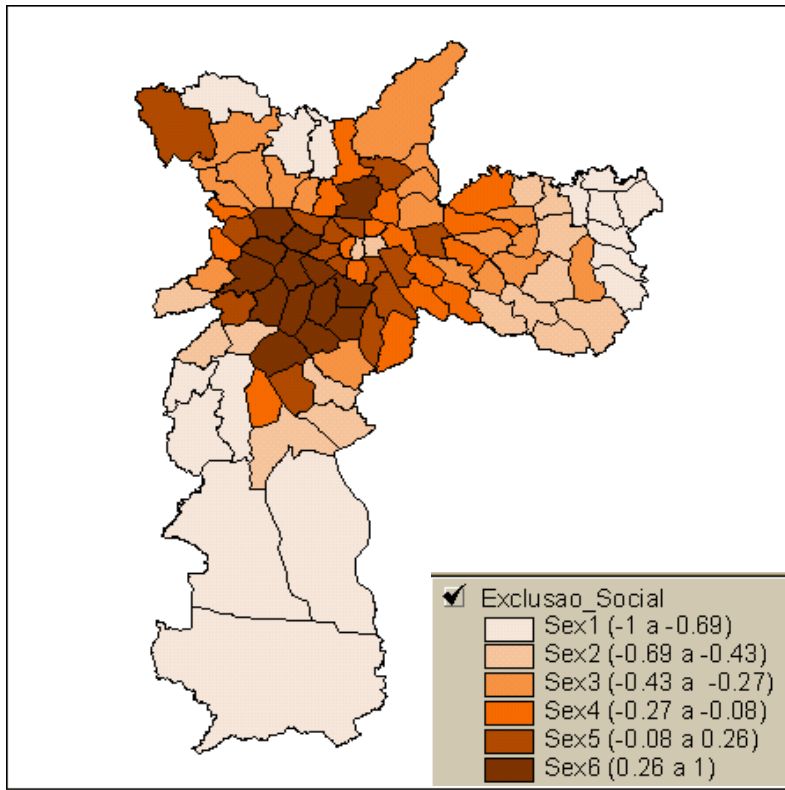 Exclusao_Social
Sex1 (-1 a -0.69)
Sex2 (-0.69 a -0.43)
Sex3 (-0.43 a -0.27)
Sex4 (-0.27 a -0.08)
Sex5 (-0.08 a 0.26)
Sex6 (0.26 a 1)